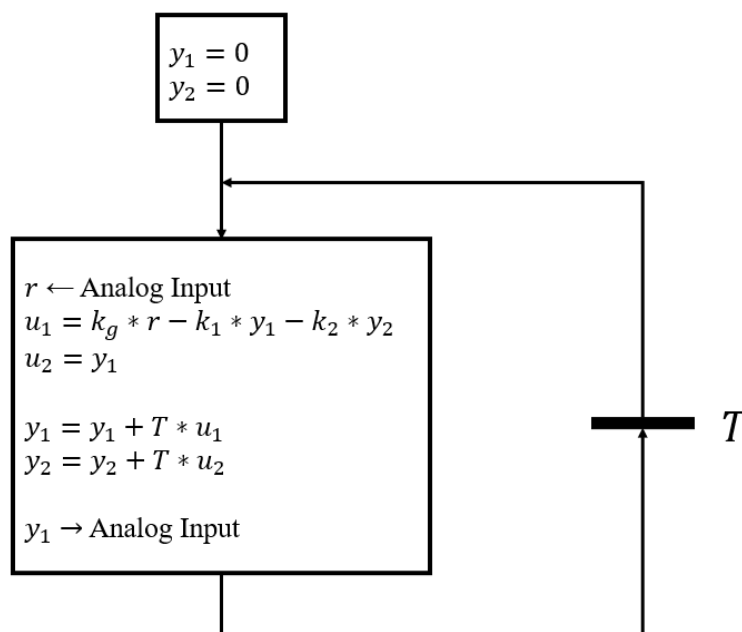 y₁ = 0
y₂ = 0
r ← Analog Input
u₁ = k_g * r − k₁ * y₁ − k₂ * y₂
u₂ = y₁
y₁ = y₁ + T * u₁
y₂ = y₂ + T * u₂
y₁ → Analog Input
T